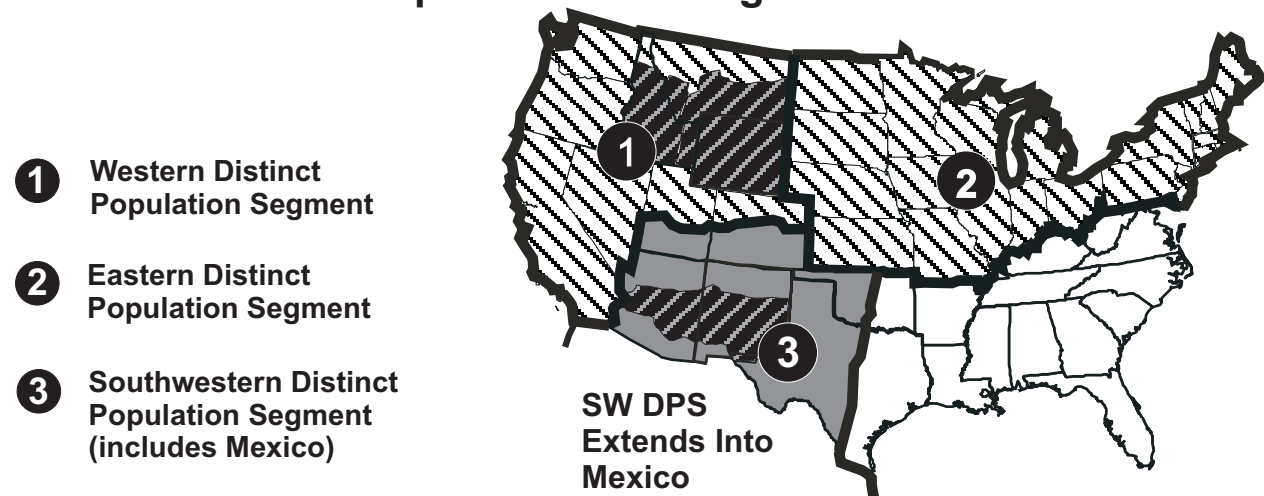 1 Western Distinct
Population Segment
2 Eastern Distinct
Population Segment
3 Southwestern Distinct
Population Segment
(includes Mexico)
1
2
3
SW DPS
Extends Into
Mexico